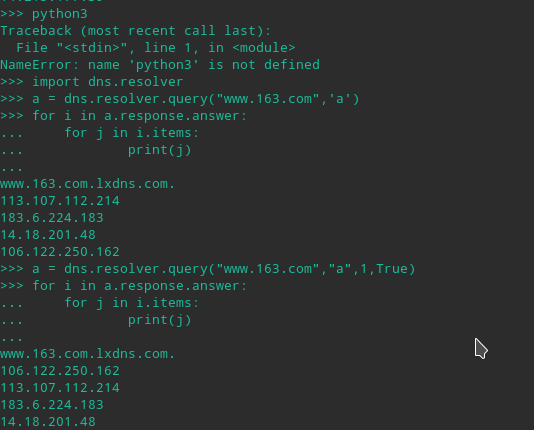 >>> python3
Traceback (most recent call last):
  File "<stdin>", line 1, in <module>
NameError: name 'python3' is not defined
>>> import dns.resolver
>>> a = dns.resolver.query("www.163.com",'a')
>>> for i in a.response.answer:
...     for j in i.items:
...             print(j)
...
www.163.com.lxdns.com.
113.107.112.214
183.6.224.183
14.18.201.48
106.122.250.162
>>> a = dns.resolver.query("www.163.com","a",1,True)
>>> for i in a.response.answer:
...     for j in i.items:
...             print(j)
...
www.163.com.lxdns.com.
106.122.250.162
113.107.112.214
183.6.224.183
14.18.201.48